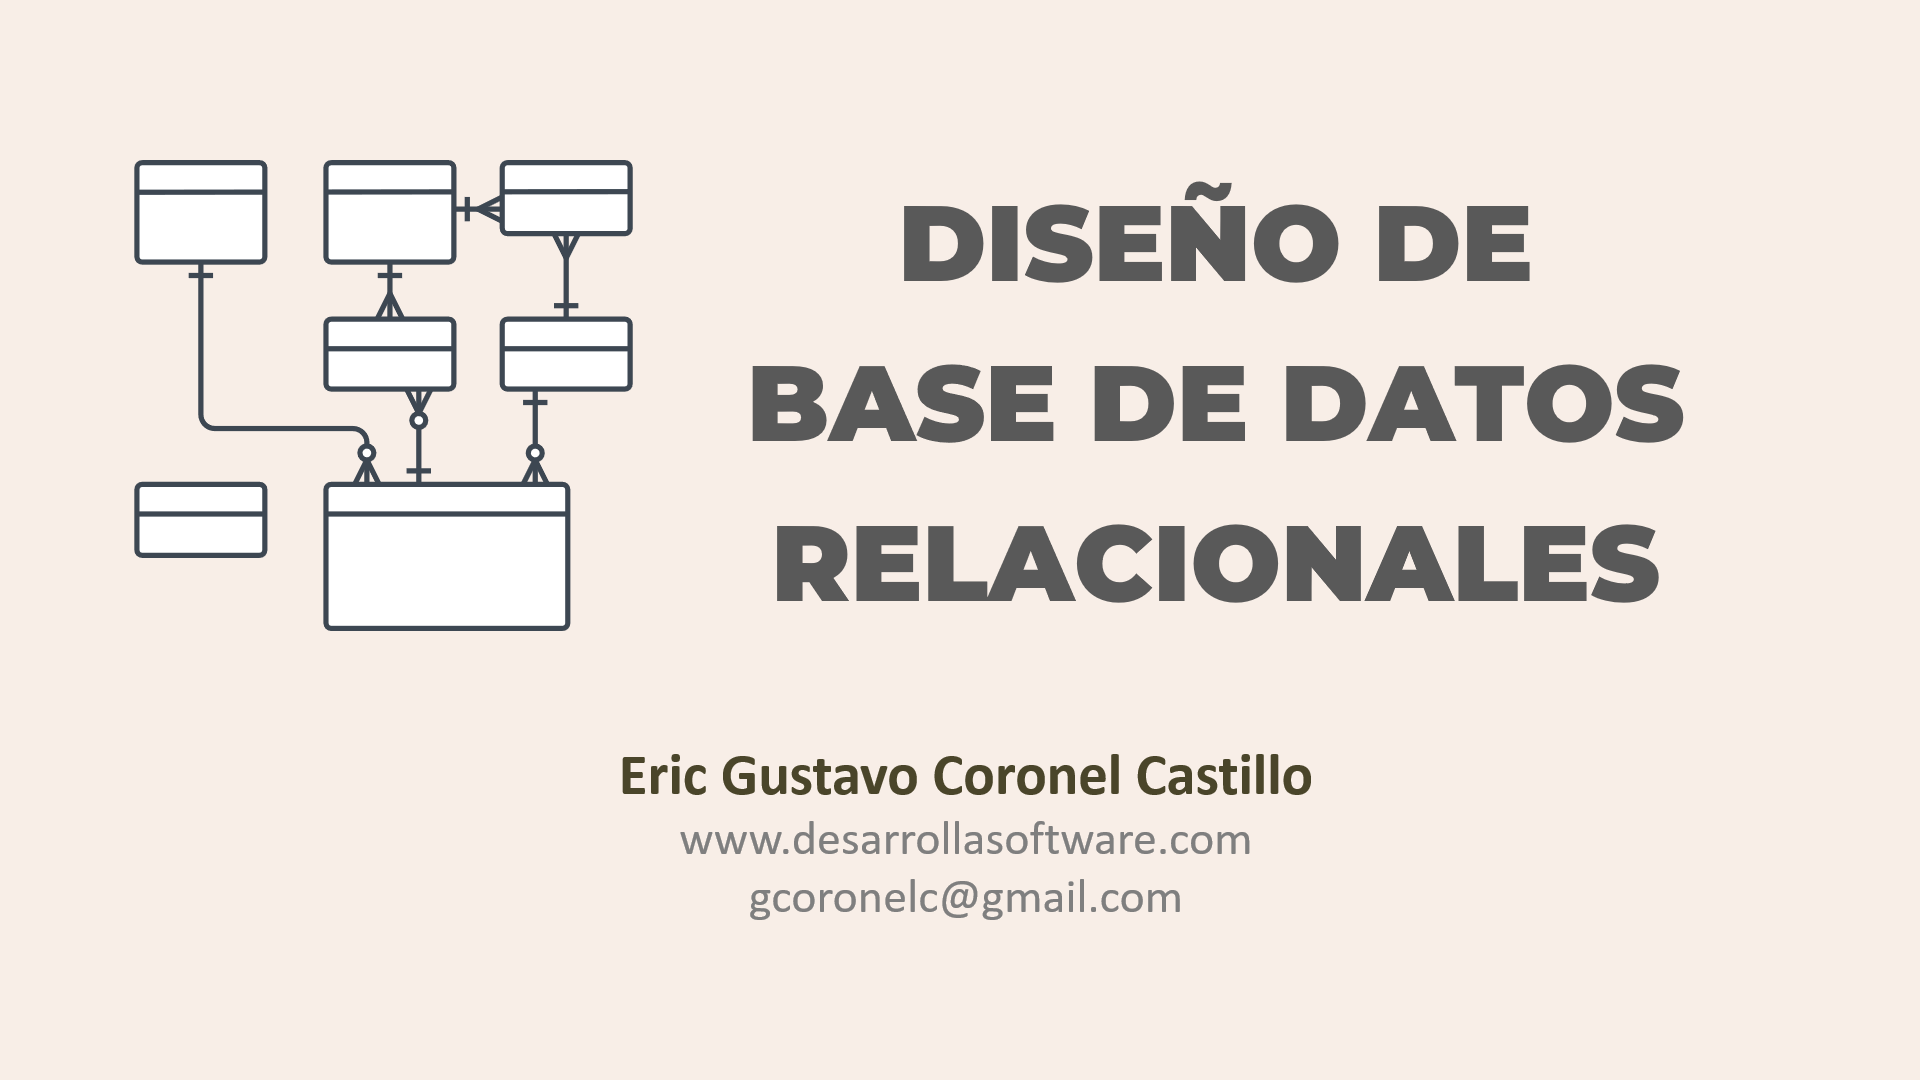 DISEÑO DE
BASE DE DATOS
RELACIONALES
Eric Gustavo Coronel Castillo
www.desarrollasoftware.com
gcoronelc@gmail.com